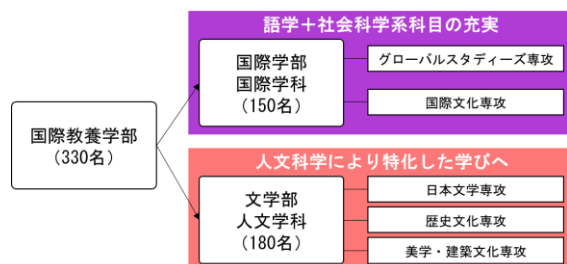 国際教養学部
(330名)
語学＋社会科学系科目の充実
国際学部
国際学科
(150名)
グローバルスタディーズ専攻
国際文化専攻
人文科学により特化した学びへ
文学部
人文学科
(180名)
日本文学専攻
歴史文化専攻
美学・建築文化専攻